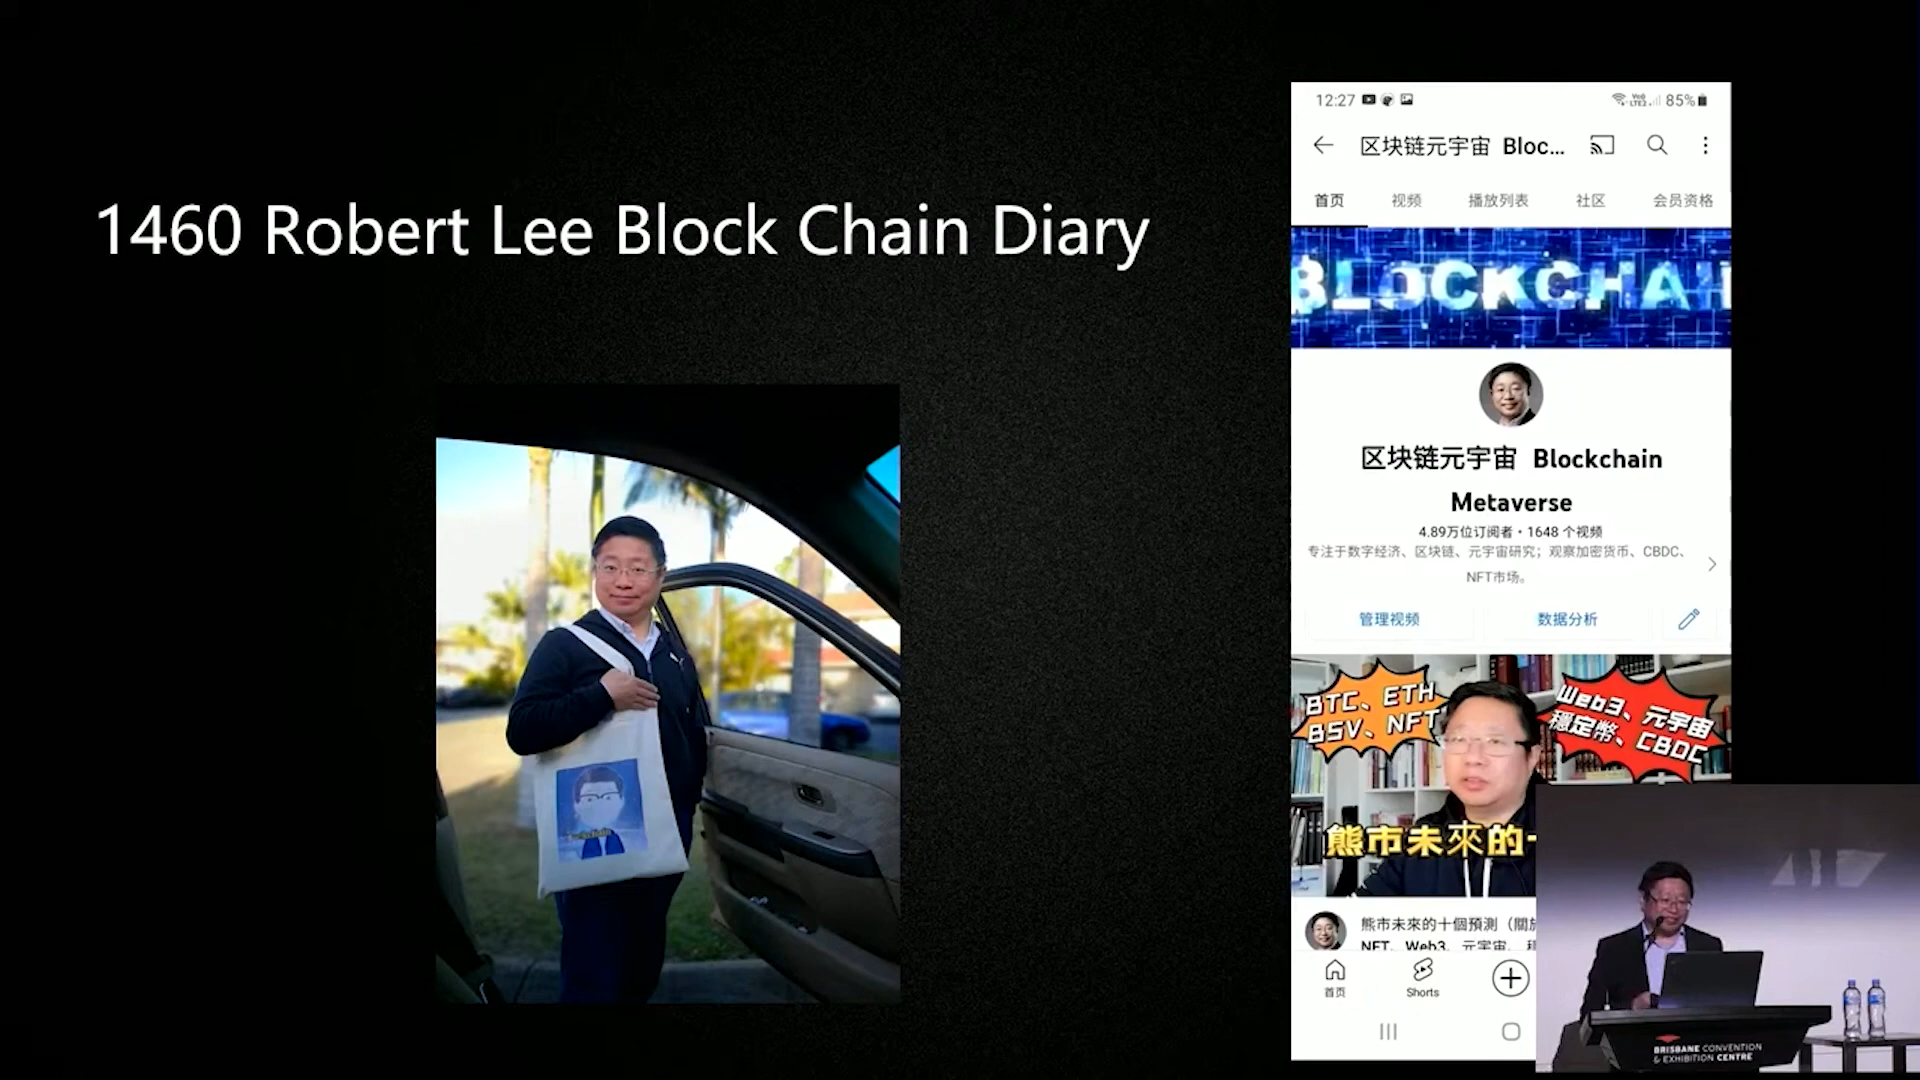 1460 Robert Lee Block Chain Diary
12:27
85%
区块链元宇宙 Bloc...
首页 视频 播放列表 社区 会员资格
BLOCKCHAI
区块链元宇宙 Blockchain
Metaverse
4.89万位订阅者・1648 个视频
专注于数字经济、区块链、元宇宙研究；观察加密货币、CBDC、
NFT市场。
管理视频 数据分析
BTC、ETH
BSV、NFT
Web3、元宇宙
穩定幣、CBDC
熊市未來的
熊市未來的十個預測（關於
NFT、Web3、元宇宙、
首页 Shorts
BRISBANE CONVENTION
& EXHIBITION CENTRE